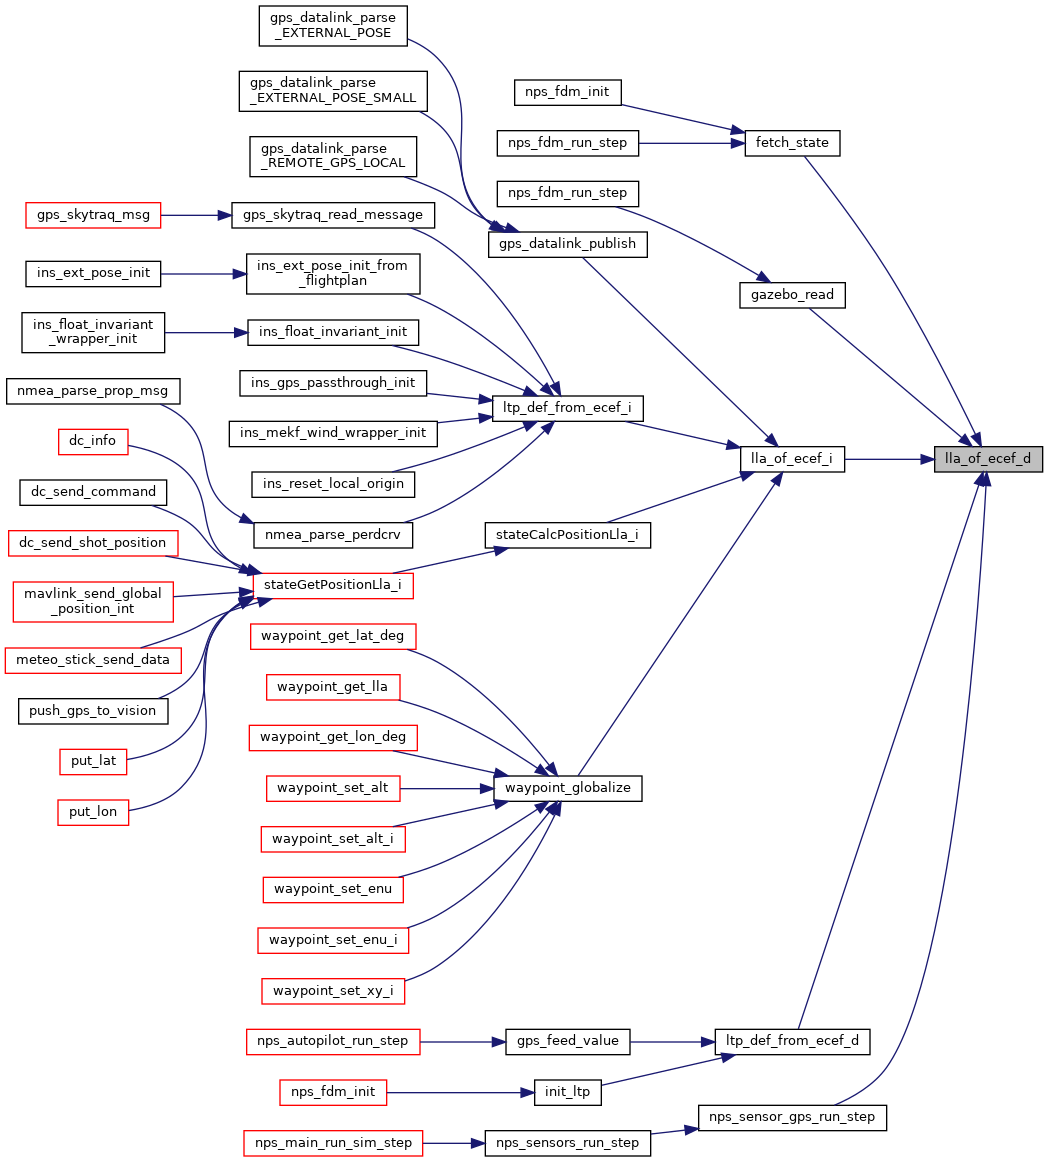 gps_datalink_parse
_EXTERNAL_POSE
gps_datalink_parse
_EXTERNAL_POSE_SMALL
nps_fdm_init
fetch_state
nps_fdm_run_step
gps_datalink_parse
_REMOTE_GPS_LOCAL
nps_fdm_run_step
gps_skytraq_msg
gps_skytraq_read_message
gps_datalink_publish
ins_ext_pose_init
ins_ext_pose_init_from
_flightplan
gazebo_read
ins_float_invariant
_wrapper_init
ins_float_invariant_init
nmea_parse_prop_msg
ins_gps_passthrough_init
ltp_def_from_ecef_i
dc_info
ins_mekf_wind_wrapper_init
lla_of_ecef_i
lla_of_ecef_d
dc_send_command
ins_reset_local_origin
dc_send_shot_position
nmea_parse_perdcrv
stateCalcPositionLla_i
stateGetPositionLla_i
mavlink_send_global
_position_int
waypoint_get_lat_deg
meteo_stick_send_data
waypoint_get_lla
push_gps_to_vision
waypoint_get_lon_deg
put_lat
waypoint_set_alt
waypoint_globalize
put_lon
waypoint_set_alt_i
waypoint_set_enu
waypoint_set_enu_i
waypoint_set_xy_i
nps_autopilot_run_step
gps_feed_value
ltp_def_from_ecef_d
nps_fdm_init
init_ltp
nps_sensor_gps_run_step
nps_main_run_sim_step
nps_sensors_run_step